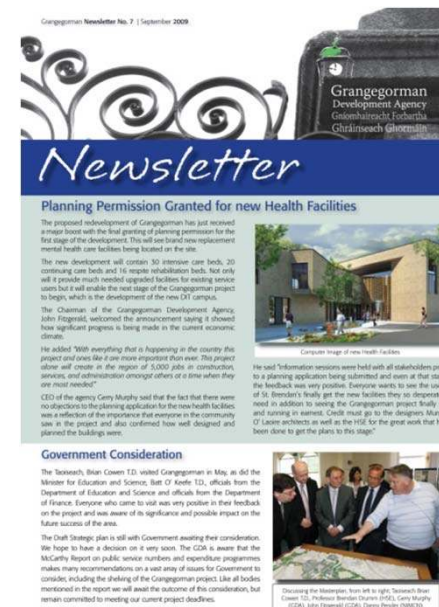 Grangegorman Newsletter No. 7 | September 2009
Grangegorman
Development Agency
Gníomhaireacht Forbartha
Ghráinseach Ghormáin
Newsletter
Planning Permission Granted for new Health Facilities
The proposed redevelopment of Grangegorman has just received
a major boost with the final granting of planning permission for the
first stage of the development. This will see brand new replacement
mental health care facilities being located on the site.
The new development will contain 30 intensive care beds, 20
continuing care beds and 16 respite rehabilitation beds. Not only
will it provide much needed upgraded facilities for existing service
users but it will enable the next stage of the Grangegorman project
to begin, which is the development of the new DIT campus.
The Chairman of the Grangegorman Development Agency,
John Fitzgerald, welcomed the announcement saying it showed
how significant progress is being made in the current economic
climate.
He added "With everything that is happening in the country this
project and ones like it are more important than ever. This project
alone will create in the region of 5,000 jobs in construction,
services, and administration amongst others at a time when they
are most needed."
CEO of the agency Gerry Murphy said that the fact that there were
no objections to the planning application for the new health facilities
was a reflection of the importance that everyone in the community
saw in the project and also confirmed how well designed and
planned the buildings were.
Computer Image of new Health Facilities
He said "Information sessions were held with all stakeholders
to a planning application being submitted and even at that
the feedback was very positive. Everyone wants to see the
of St. Brendan's finally get the new facilities they so
need in addition to seeing the Grangegorman project finally
and running in earnest. Credit must go to the designers
O' Laoire architects as well as the HSE for the great work that
been done to get the plans to this stage."
Government Consideration
The Taoiseach, Brian Cowen T.D. visited Grangegorman in May, as did the
Minister for Education and Science, Batt O' Keefe T.D., officials from the
Department of Education and Science and officials from the Department
of Finance. Everyone who came to visit was very positive in their feedback
on the project and was aware of its significance and possible impact on the
future success of the area.
The Draft Strategic plan is still with Government awaiting their consideration.
We hope to have a decision on it very soon. The GDA is aware that the
McCarthy Report on public service numbers and expenditure programmes
makes many recommendations on a vast array of issues for Government to
consider, including the shelving of the Grangegorman project. Like all bodies
mentioned in the report we will await the outcome of this consideration, but
remain committed to meeting our current project deadlines.
Discussing the Masterplan, from left to right; Taoiseach Brian
Cowen T.D., Professor Brendan Drumm (HSE), Gerry Murphy
(GDA), John Fitzgerald (GDA),